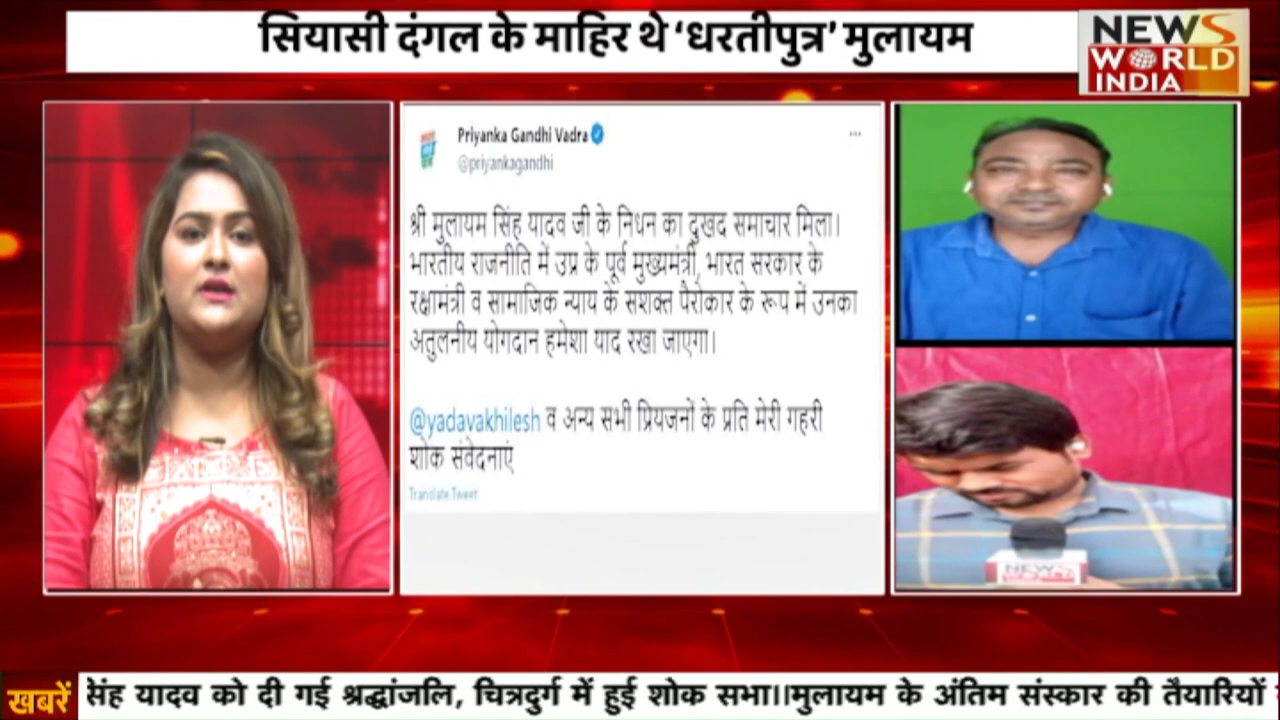 सियासी दंगल के माहिर थे ‘धरतीपुत्र’ मुलायम
NEWS
WORLD
INDIA
Priyanka Gandhi Vadra
@priyankagandhi
श्री मुलायम सिंह यादव जी के निधन का दुखद समाचार मिला।
भारतीय राजनीति में उप्र के पूर्व मुख्यमंत्री, भारत सरकार के
रक्षामंत्री व सामाजिक न्याय के सशक्त पैरोकार के रूप में उनका
अतुलनीय योगदान हमेशा याद रखा जाएगा।
@yadavakhilesh व अन्य सभी प्रियजनों के प्रति मेरी गहरी
शोक संवेदनाएं
Translate Tweet
NEWS
खबरें
सिंह यादव को दी गई श्रद्धांजलि, चित्रदुर्ग में हुई शोक सभा।।मुलायम के अंतिम संस्कार की तैयारियों